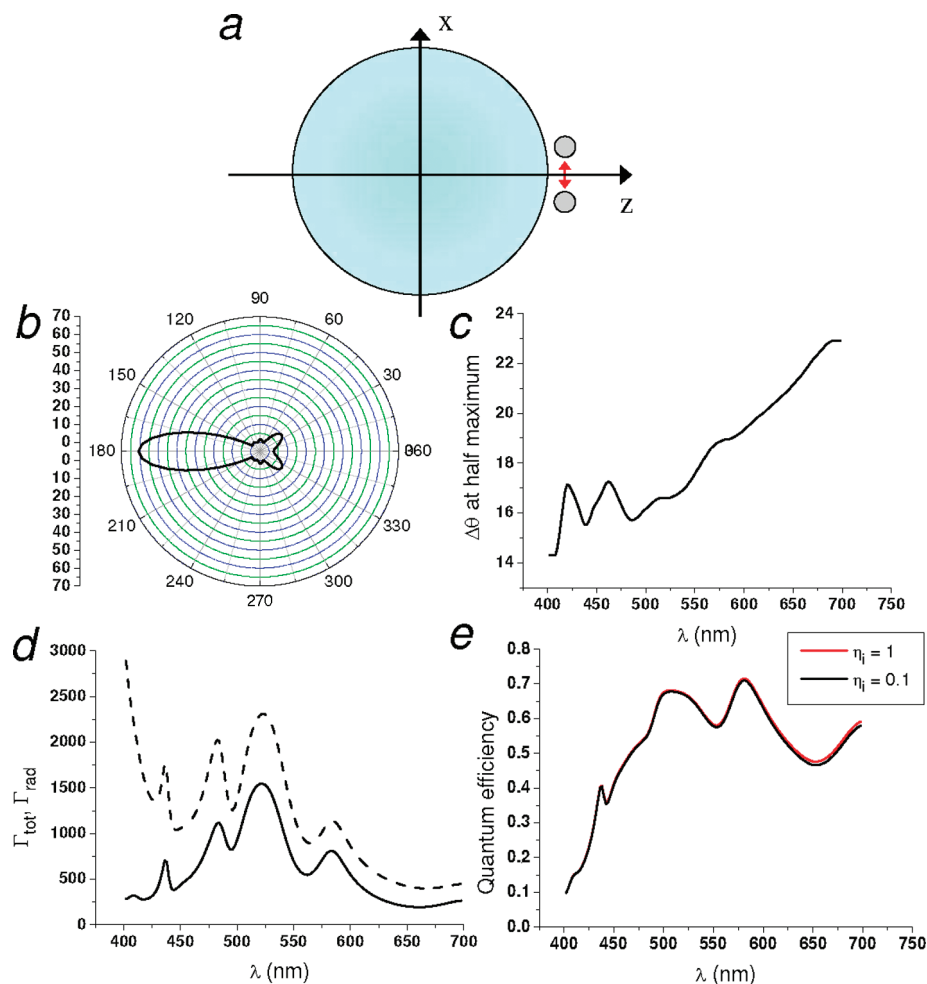 a
x
z
b
70
60
50
40
30
20
10
0
0
10
20
30
40
50
60
70
90
120
60
150
30
180
0
360
210
330
240
300
270
c
24
22
20
18
16
14
Δθ at half maximum
400 450 500 550 600 650 700 750
λ (nm)
d
3000
2500
2000
1500
1000
500
0
Γtot, Γrad
400 450 500 550 600 650 700
λ (nm)
e
ηi = 1
ηi = 0.1
0.8
0.7
0.6
0.5
0.4
0.3
0.2
0.1
0.0
Quantum efficiency
400 450 500 550 600 650 700 750
λ (nm)